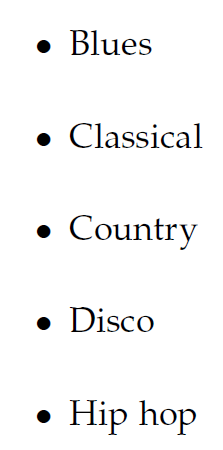 • Blues
• Classical
• Country
• Disco
• Hip hop